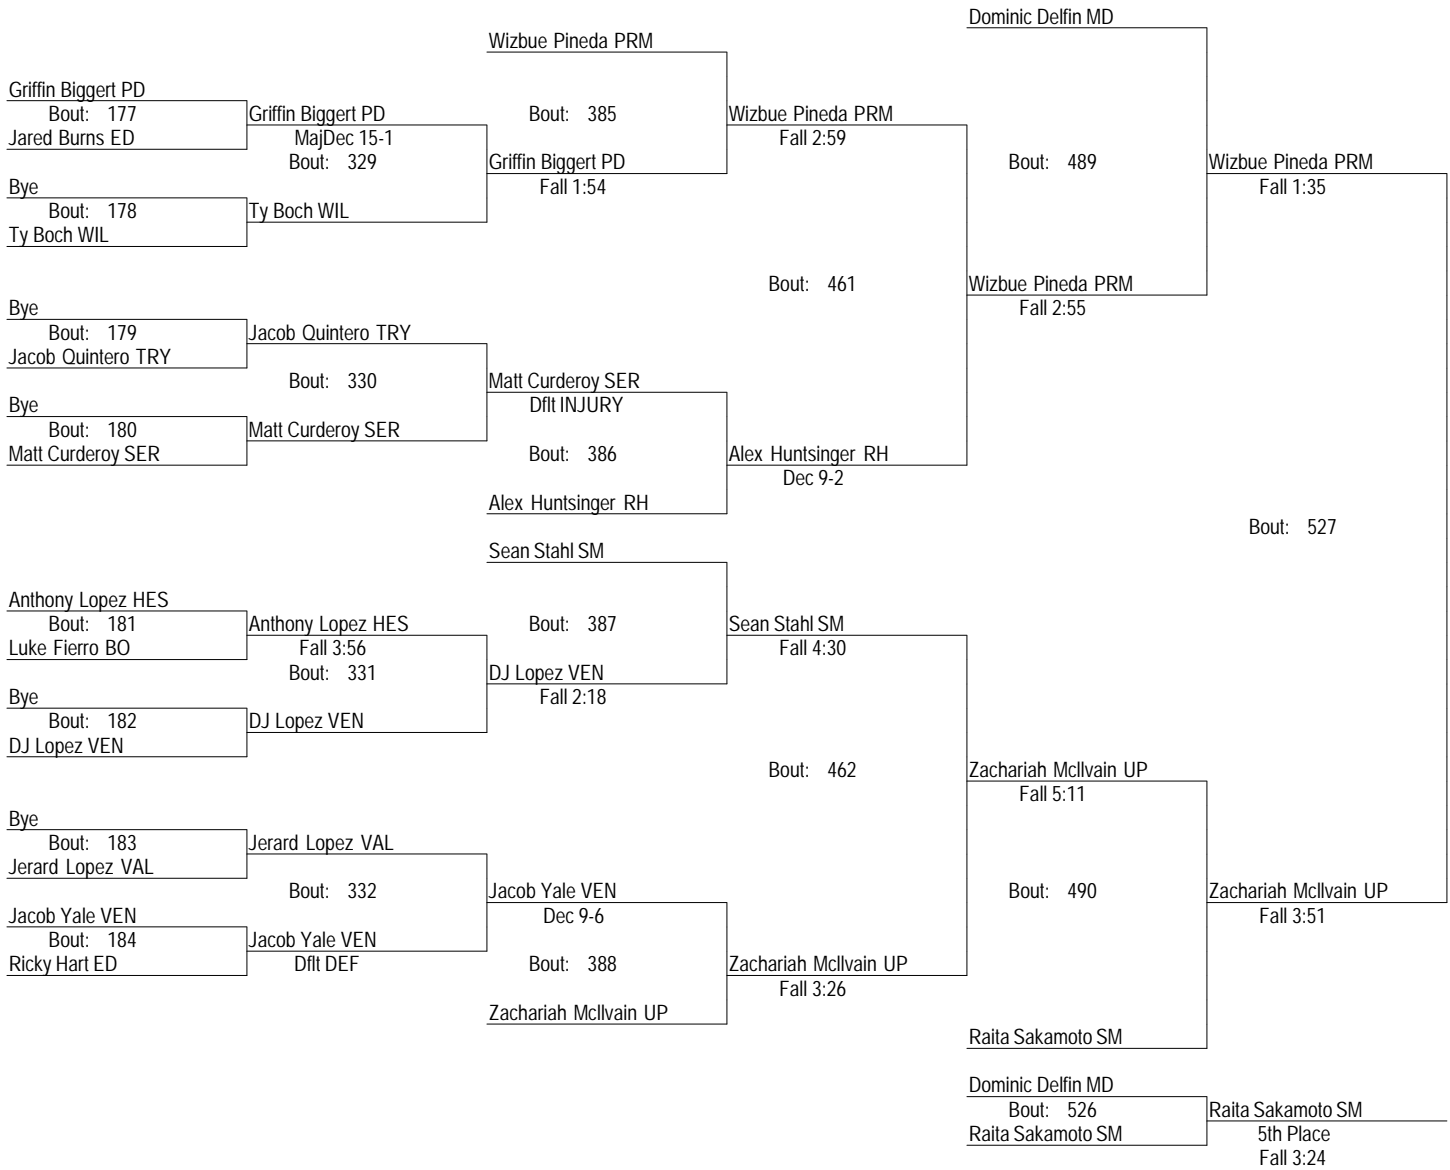 Dominic Delfin MD
Wizbue Pineda PRM
Griffin Biggert PD
Bout: 177
Griffin Biggert PD
Bout: 385
Wizbue Pineda PRM
Jared Burns ED
MajDec 15-1
Fall 2:59
Bout: 329
Griffin Biggert PD
Bout: 489
Wizbue Pineda PRM
Bye
Fall 1:54
Fall 1:35
Bout: 178
Ty Boch WIL
Ty Boch WIL
Bout: 461
Wizbue Pineda PRM
Bye
Fall 2:55
Bout: 179
Jacob Quintero TRY
Jacob Quintero TRY
Bout: 330
Matt Curderoy SER
Bye
Dflt INJURY
Bout: 180
Matt Curderoy SER
Matt Curderoy SER
Bout: 386
Alex Huntsinger RH
Dec 9-2
Alex Huntsinger RH
Bout: 527
Sean Stahl SM
Anthony Lopez HES
Bout: 181
Anthony Lopez HES
Bout: 387
Sean Stahl SM
Luke Fierro BO
Fall 3:56
Fall 4:30
Bout: 331
DJ Lopez VEN
Bye
Fall 2:18
Bout: 182
DJ Lopez VEN
DJ Lopez VEN
Bout: 462
Zachariah McIlvain UP
Fall 5:11
Bye
Bout: 183
Jerard Lopez VAL
Jerard Lopez VAL
Bout: 332
Jacob Yale VEN
Bout: 490
Zachariah McIlvain UP
Jacob Yale VEN
Dec 9-6
Fall 3:51
Bout: 184
Jacob Yale VEN
Ricky Hart ED
Dflt DEF
Bout: 388
Zachariah McIlvain UP
Fall 3:26
Zachariah McIlvain UP
Raita Sakamoto SM
Dominic Delfin MD
Bout: 526
Raita Sakamoto SM
Raita Sakamoto SM
5th Place
Fall 3:24